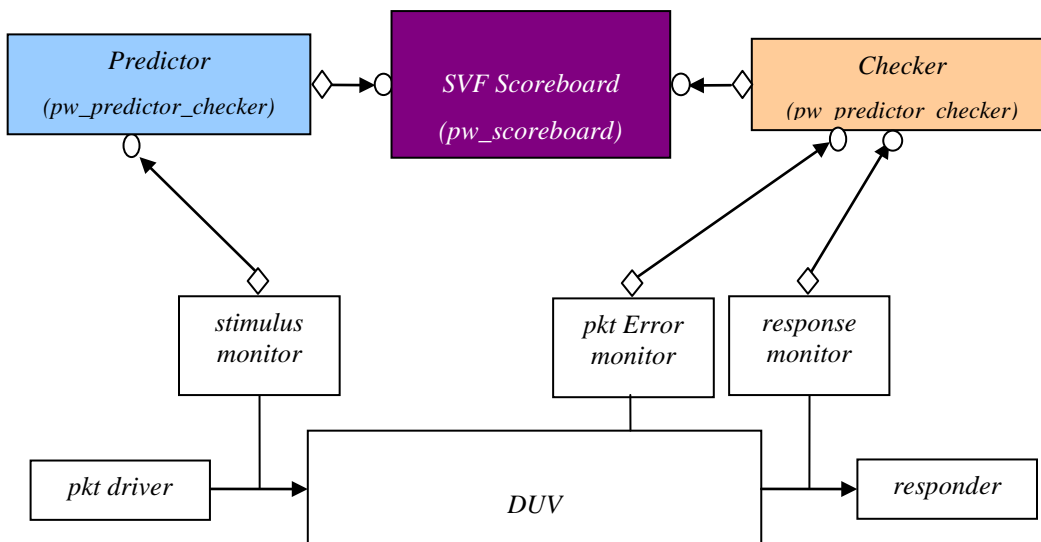 Predictor
(pw_predictor_checker)
SVF Scoreboard
(pw_scoreboard)
Checker
(pw_predictor_checker)
stimulus
monitor
pkt Error
monitor
response
monitor
pkt driver
DUV
responder